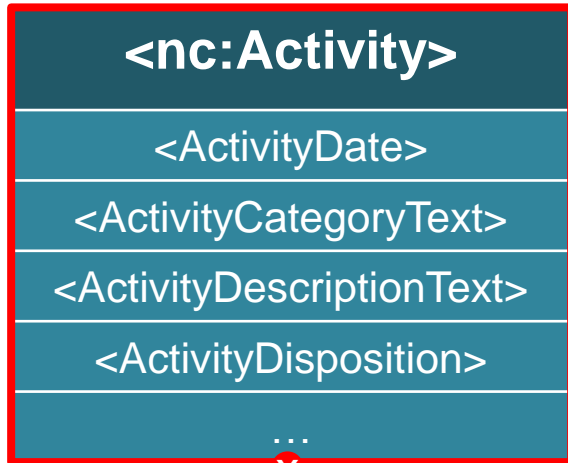 <nc:Activity>
<ActivityDate>
<ActivityCategoryText>
<ActivityDescriptionText>
<ActivityDisposition>
...